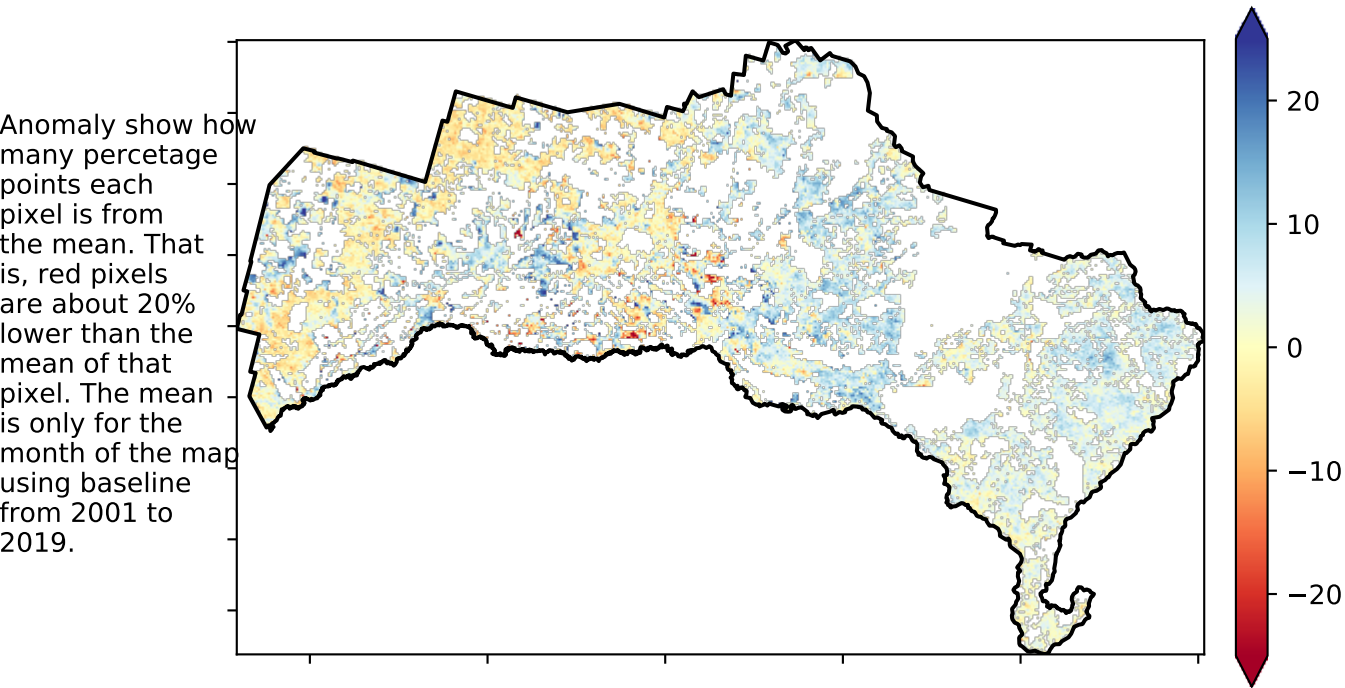 Anomaly show how
many percetage
points each
pixel is from
the mean. That
is, red pixels
are about 20%
lower than the
mean of that
pixel. The mean
is only for the
month of the map
using baseline
from 2001 to
2019.
20
10
0
−10
−20